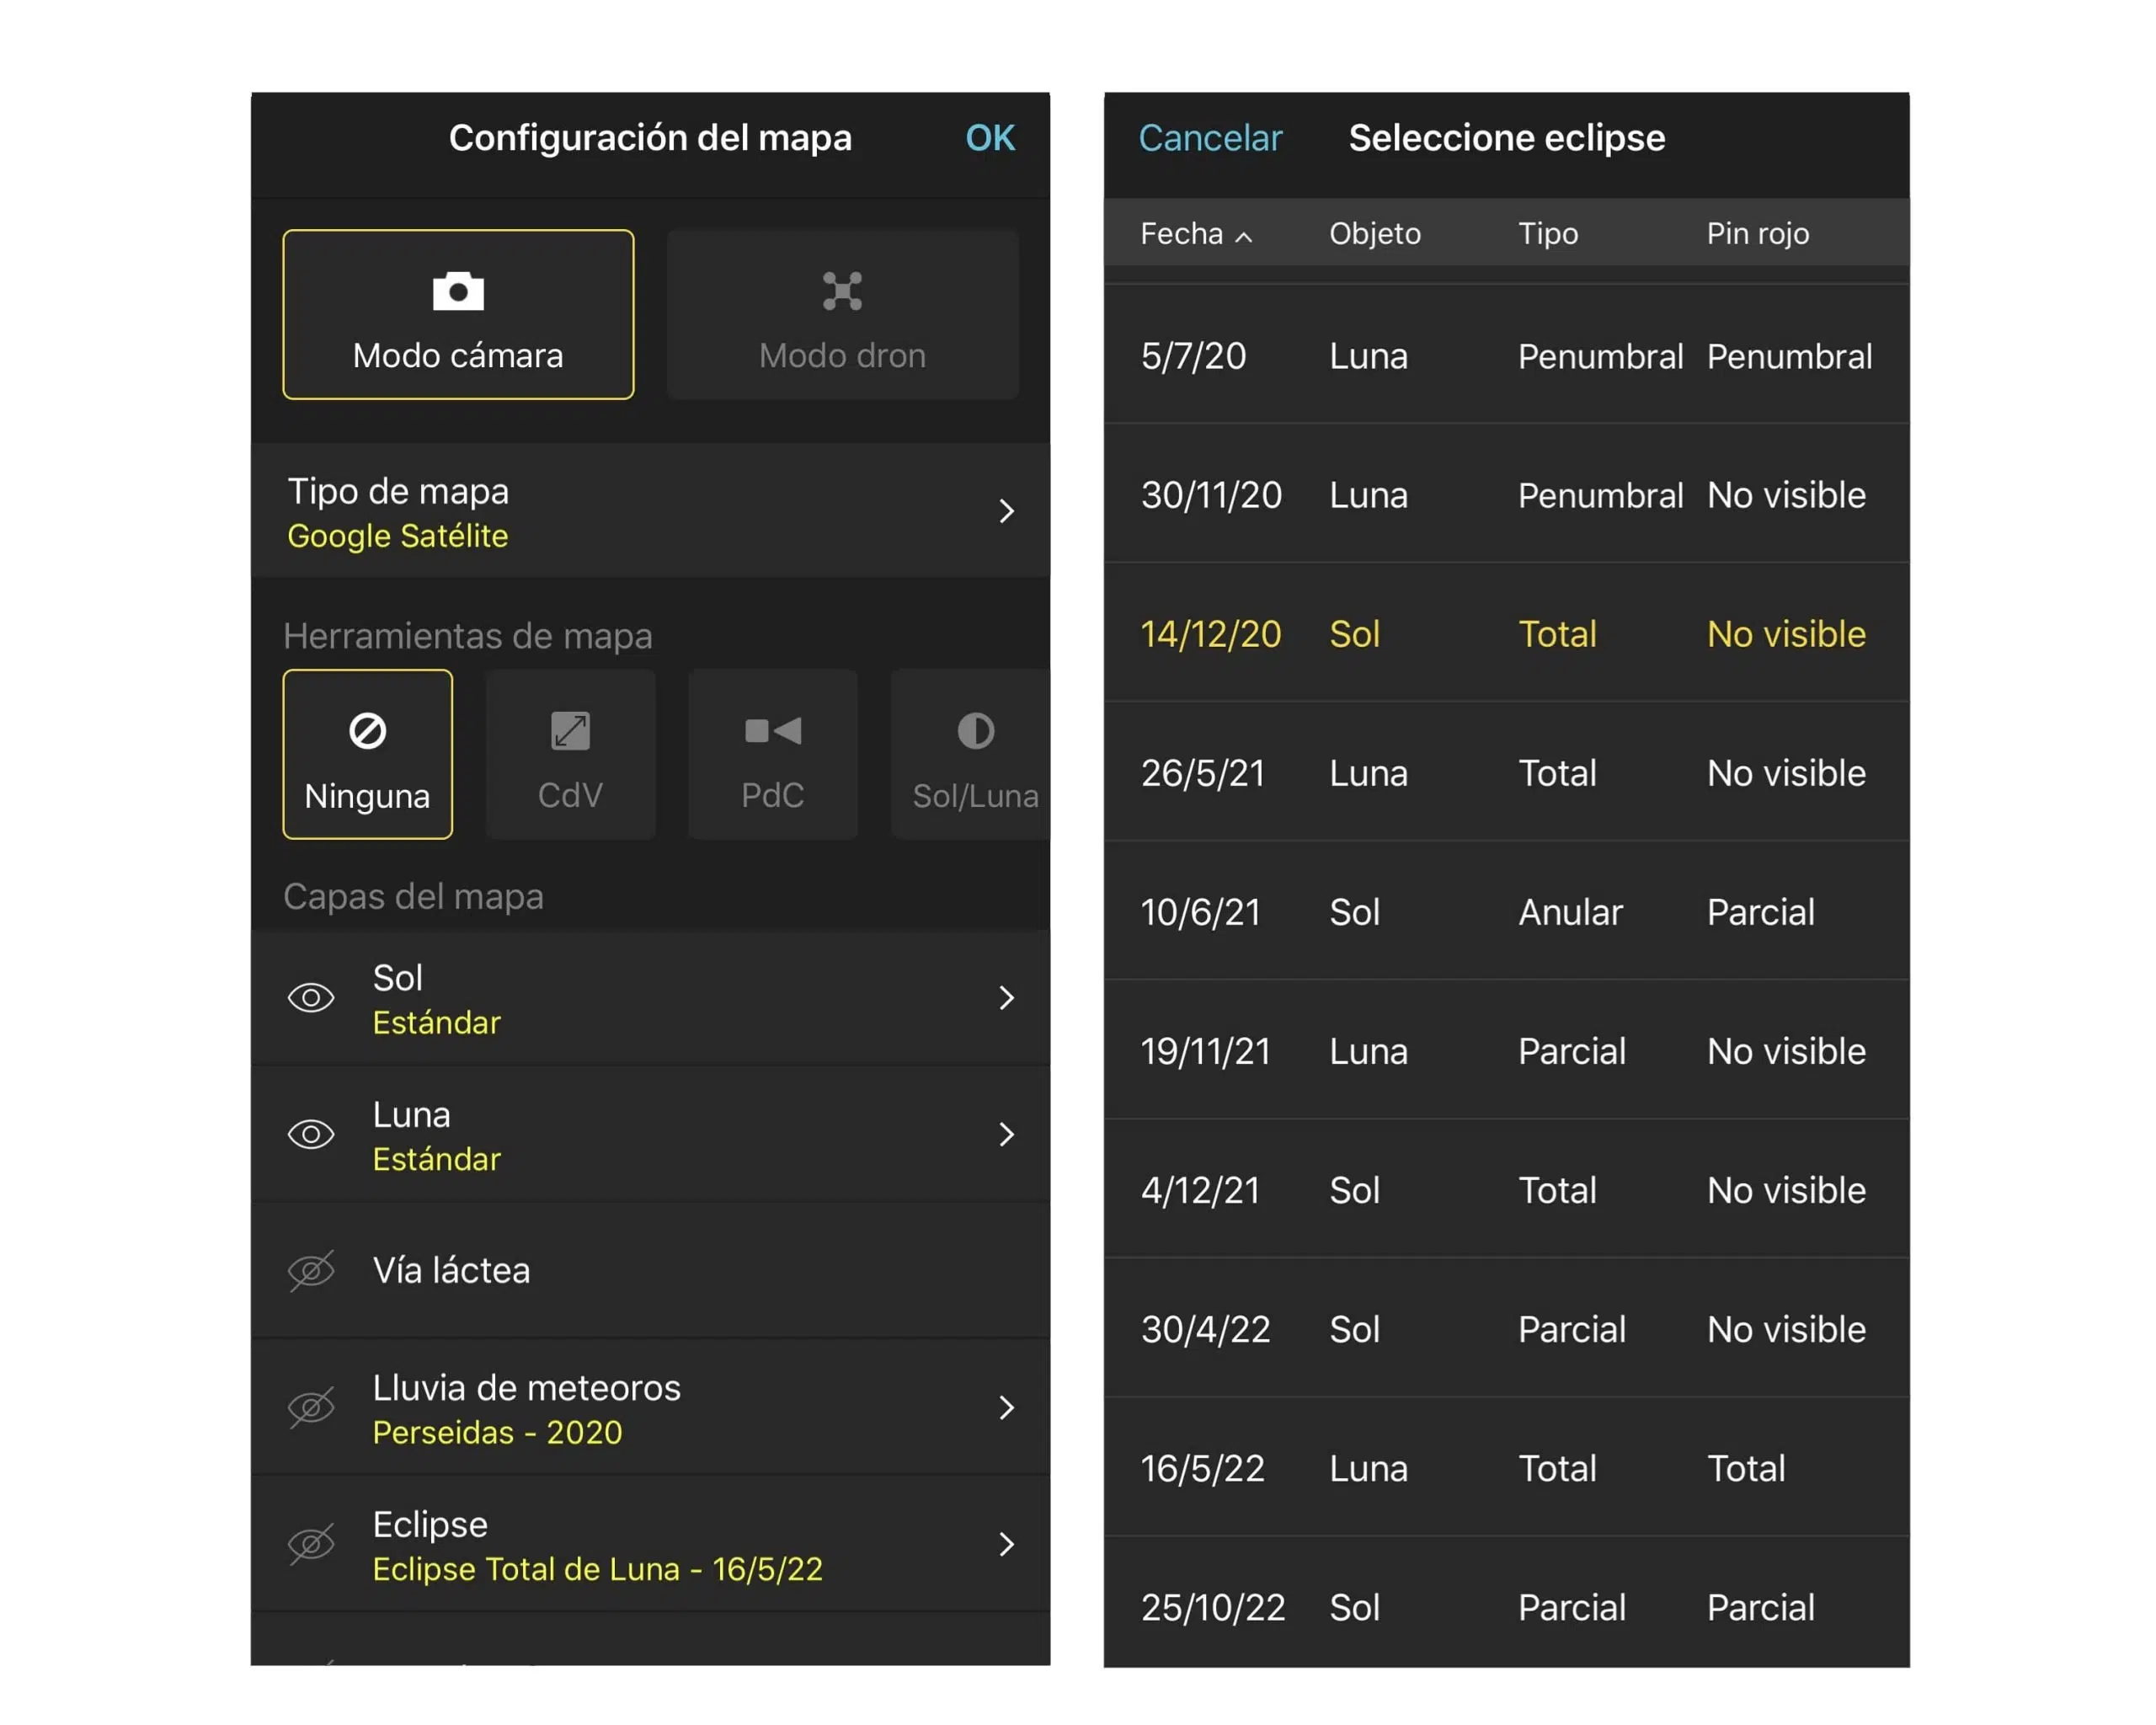 Configuración del mapa OK
Modo cámara Modo dron
Tipo de mapa
Google Satélite
Herramientas de mapa
Ninguna CdV PdC Sol/Luna
Capas del mapa
Sol
Estándar
Luna
Estándar
Vía láctea
Lluvia de meteoros
Perseidas - 2020
Eclipse
Eclipse Total de Luna - 16/5/22
Cancelar Seleccione eclipse
Fecha Objeto Tipo Pin rojo
5/7/20 Luna Penumbral Penumbral
30/11/20 Luna Penumbral No visible
14/12/20 Sol Total No visible
26/5/21 Luna Total No visible
10/6/21 Sol Anular Parcial
19/11/21 Luna Parcial No visible
4/12/21 Sol Total No visible
30/4/22 Sol Parcial No visible
16/5/22 Luna Total Total
25/10/22 Sol Parcial Parcial